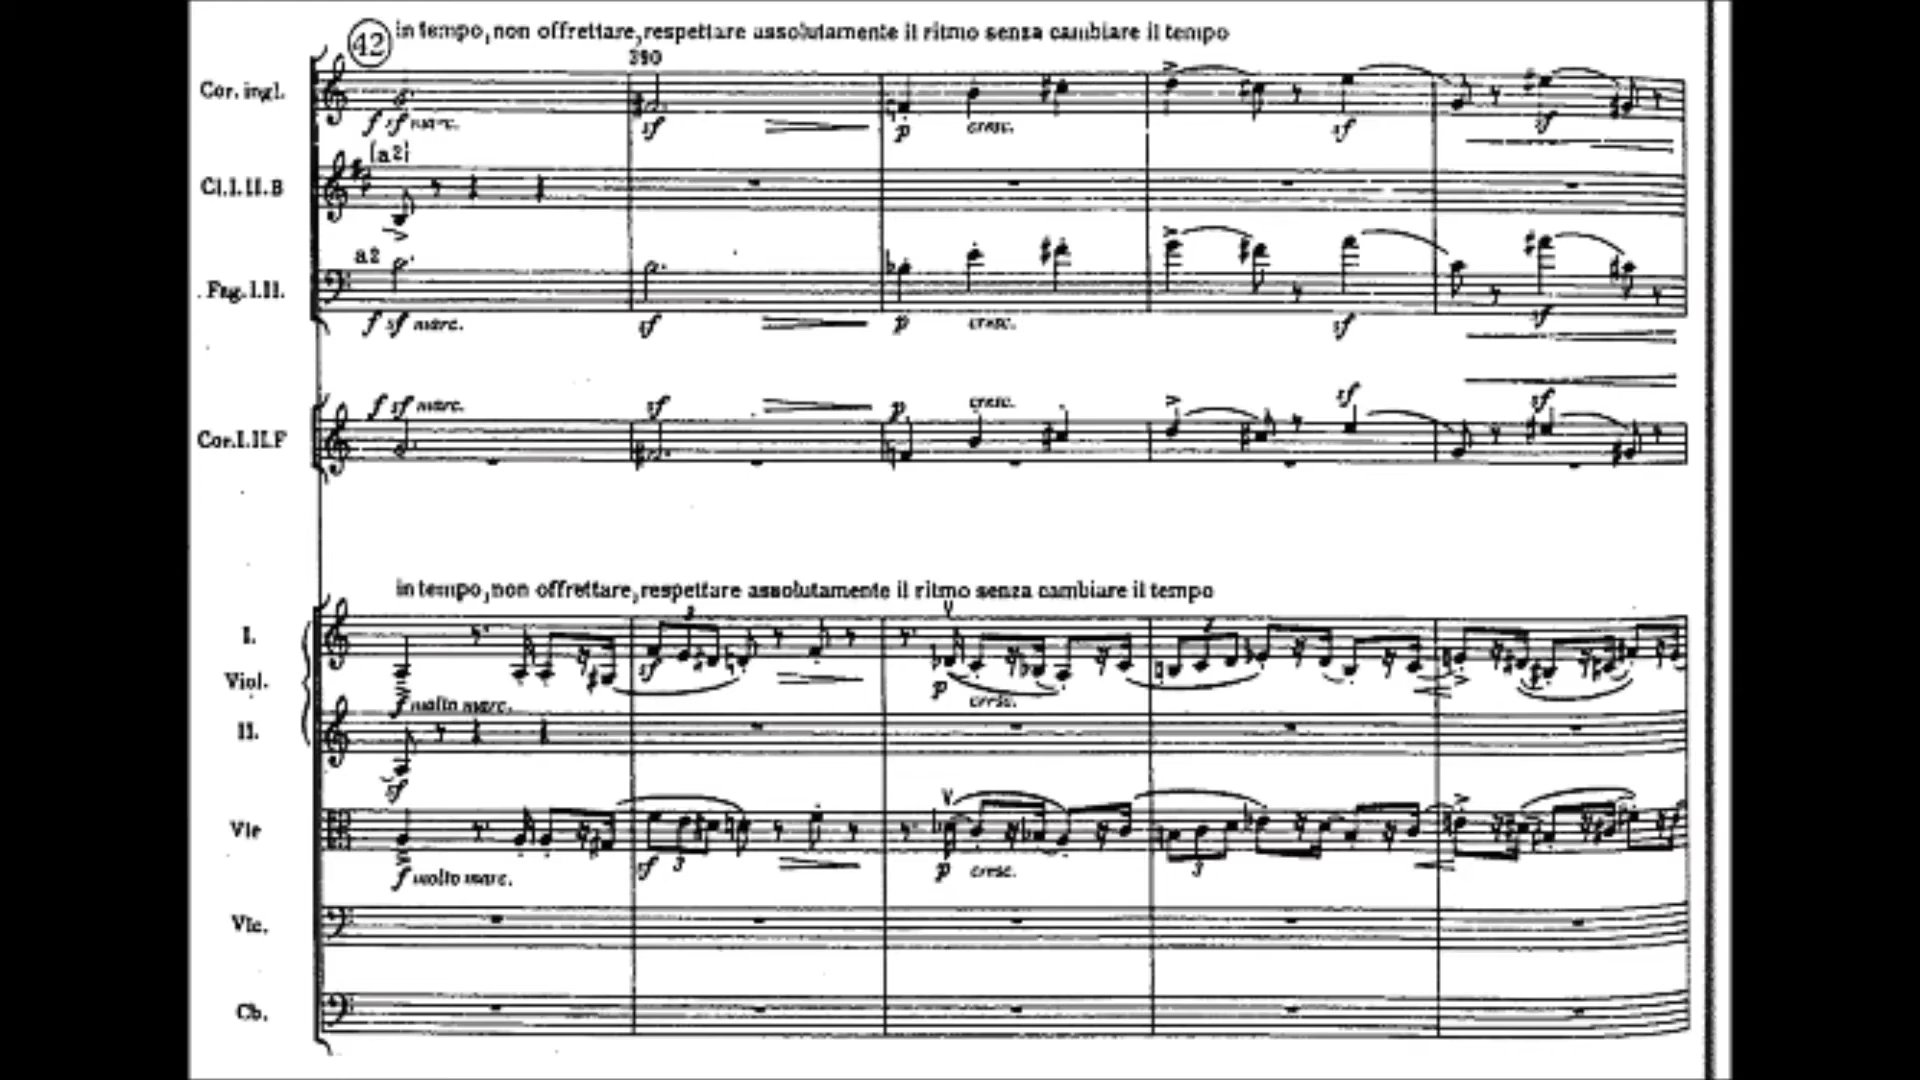 42 in tempo, non offrettare, respettare assolutamente il ritmo senza cambiare il tempo
390
Cor. ingl.
f sf marc. sf p cresc. sf sf
(a2)
Cl.I.II.B
a2
Fag.I.II.
f sf marc. sf p cresc. sf sf
f sf marc. sf p cresc. sf sf
Cor.I.II.F
in tempo, non offrettare, respettare assolutamente il ritmo senza cambiare il tempo
3
I.
sf
Viol.
p
f molto marc. cresc.
II.
sf
Vle
sf 3 p cresc. 3
f molto marc.
Vlc.
Cb.